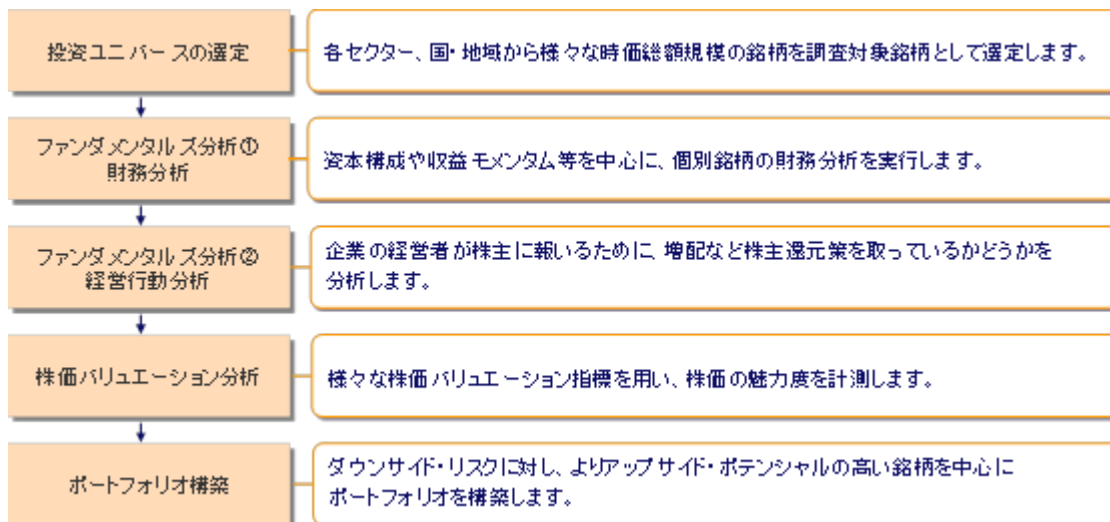 投資ユニバースの選定
各セクター、国・地域から様々な時価総額規模の銘柄を調査対象銘柄として選定します。
ファンダメンタルズ分析①
財務分析
資本構成や収益モメンタム等を中心に、個別銘柄の財務分析を実行します。
ファンダメンタルズ分析②
経営行動分析
企業の経営者が株主に報いるために、増配など株主還元策を取っているかどうかを
分析します。
株価バリュエーション分析
様々な株価バリュエーション指標を用い、株価の魅力度を計測します。
ポートフォリオ構築
ダウンサイド・リスクに対し、よりアップサイド・ポテンシャルの高い銘柄を中心に
ポートフォリオを構築します。